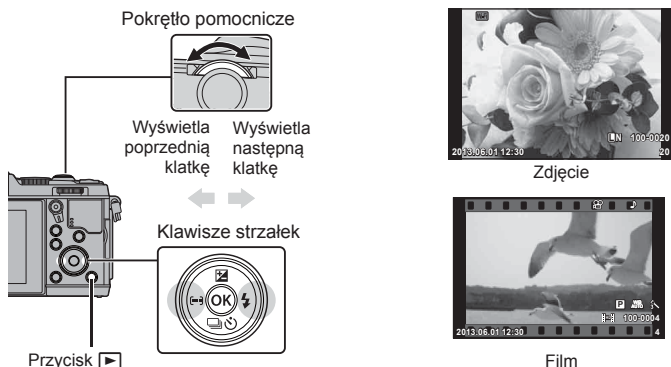 Pokrętło pomocnicze
Wyświetla
poprzednią
klatkę
Wyświetla
następną
klatkę
Klawisze strzałek
OK
Przycisk
N 100-0020
2013.06.01 12:30 20
Zdjęcie
P
100-0004
2013.06.01 12:30 4
Film